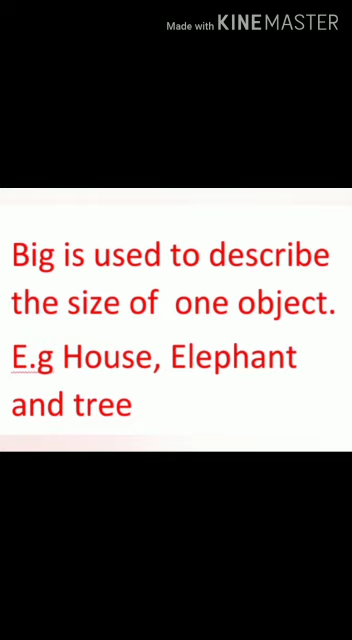 Made with KINEMASTER
Big is used to describe
the size of one object.
E.g House, Elephant
and tree